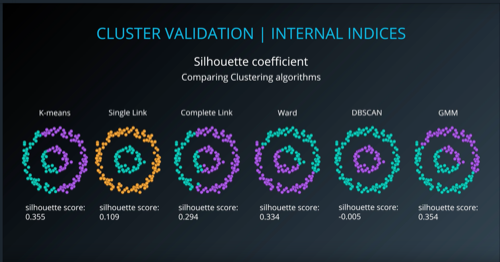 CLUSTER VALIDATION | INTERNAL INDICES
Silhouette coefficient
Comparing Clustering algorithms
K-means Single Link Complete Link Ward DBSCAN GMM
silhouette score: silhouette score: silhouette score: silhouette score: silhouette score: silhouette score:
0.355 0.109 0.294 0.334 -0.005 0.354